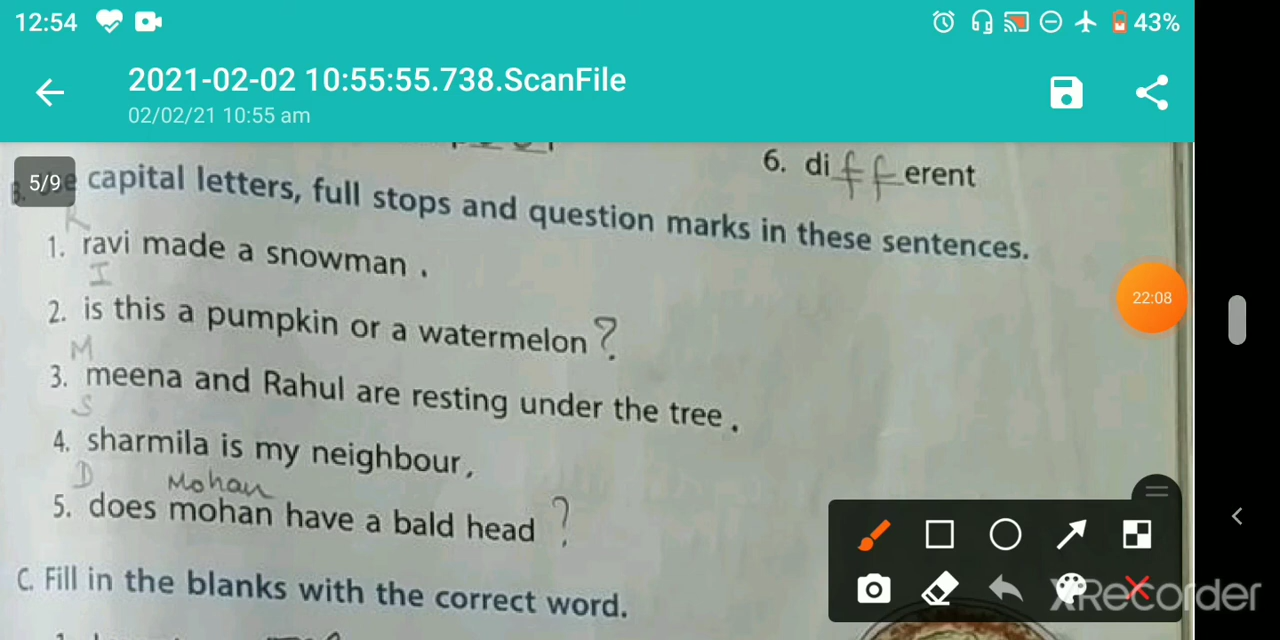 12:54 43%
2021-02-02 10:55:55.738.ScanFile
02/02/21 10:55 am
5/9
6. different
capital letters, full stops and question marks in these sentences.
R
1. ravi made a snowman .
I
2. is this a pumpkin or a watermelon ?
M
3. meena and Rahul are resting under the tree .
S
4. sharmila is my neighbour,
D Mohan
5. does mohan have a bald head ?
C. Fill in the blanks with the correct word.
22:08
XRecorder